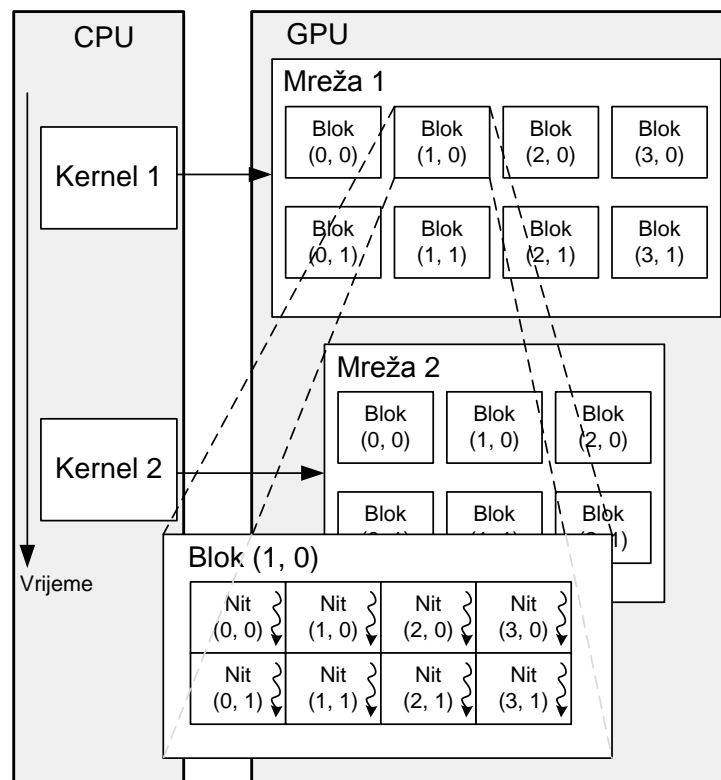 CPU
GPU
Mreža 1
Blok
(0, 0)
Blok
(1, 0)
Blok
(2, 0)
Blok
(3, 0)
Kernel 1
Blok
(0, 1)
Blok
(1, 1)
Blok
(2, 1)
Blok
(3, 1)
Mreža 2
Blok
(0, 0)
Blok
(1, 0)
Blok
(2, 0)
Kernel 2
Blok
Blok
Blok
Vrijeme
Blok (1, 0)
Nit
(0, 0)
Nit
(1, 0)
Nit
(2, 0)
Nit
(3, 0)
Nit
(0, 1)
Nit
(1, 1)
Nit
(2, 1)
Nit
(3, 1)